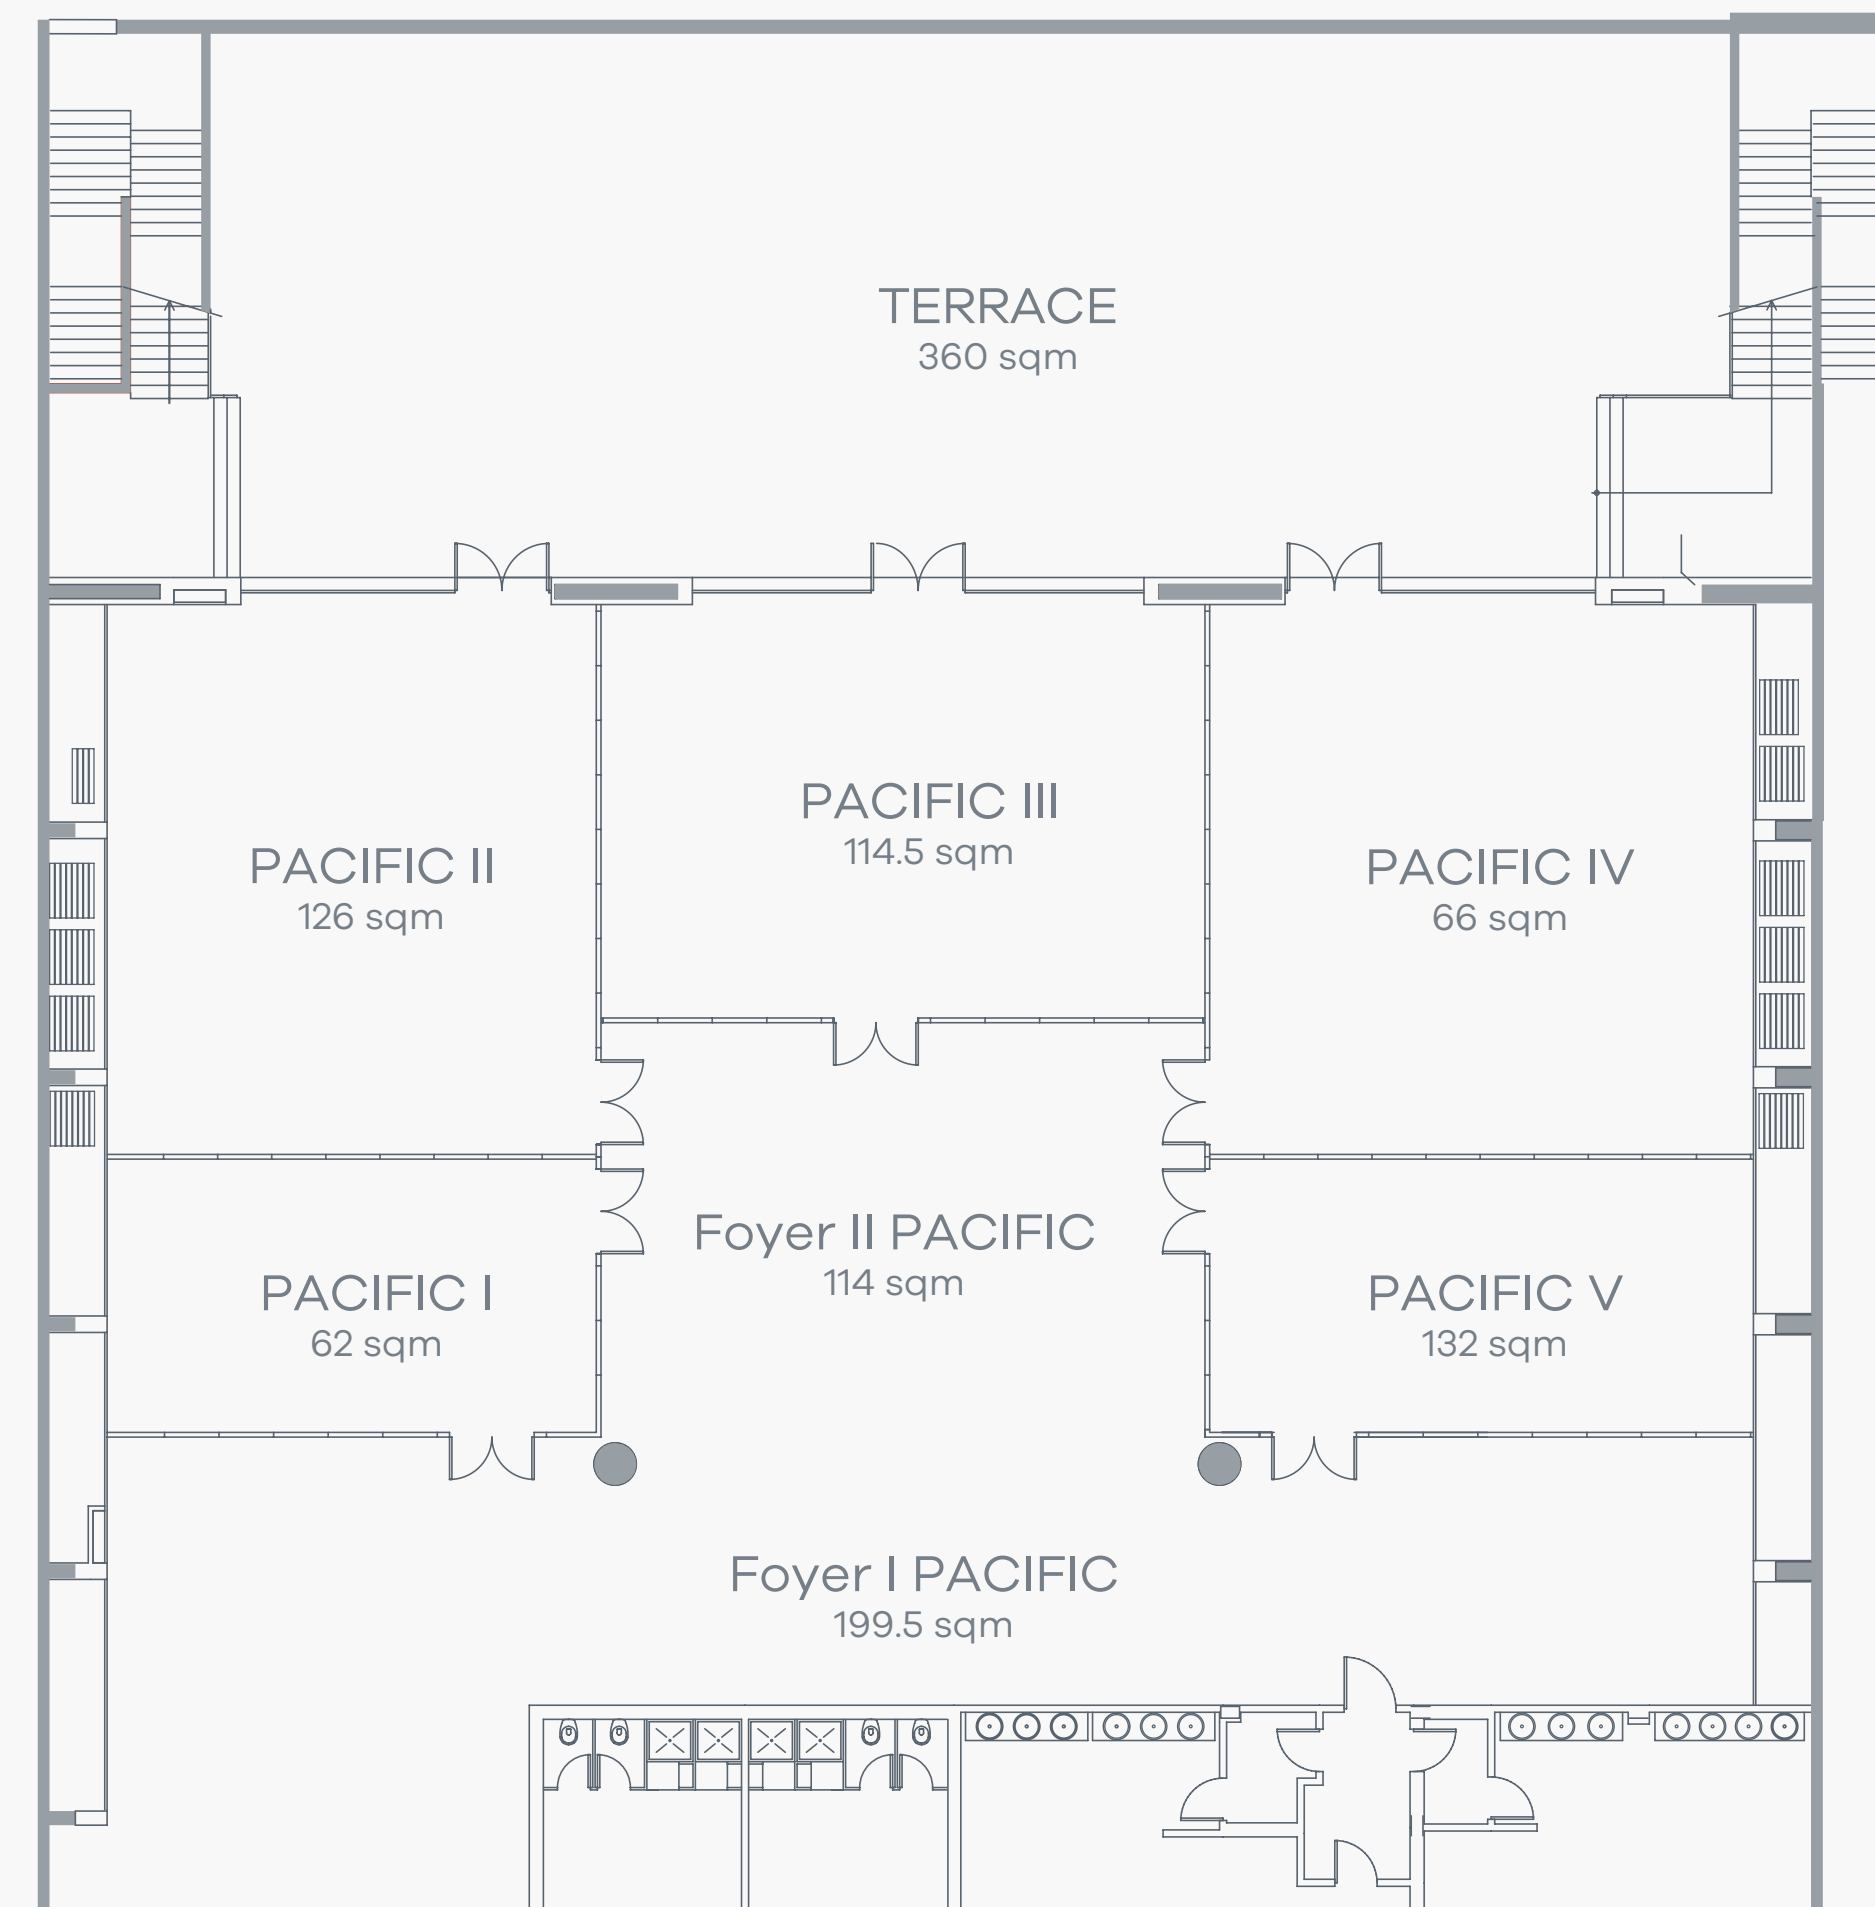 TERRACE
360 sqm
PACIFIC III
114.5 sqm
PACIFIC II
126 sqm
PACIFIC IV
66 sqm
Foyer II PACIFIC
114 sqm
PACIFIC I
62 sqm
PACIFIC V
132 sqm
Foyer I PACIFIC
199.5 sqm